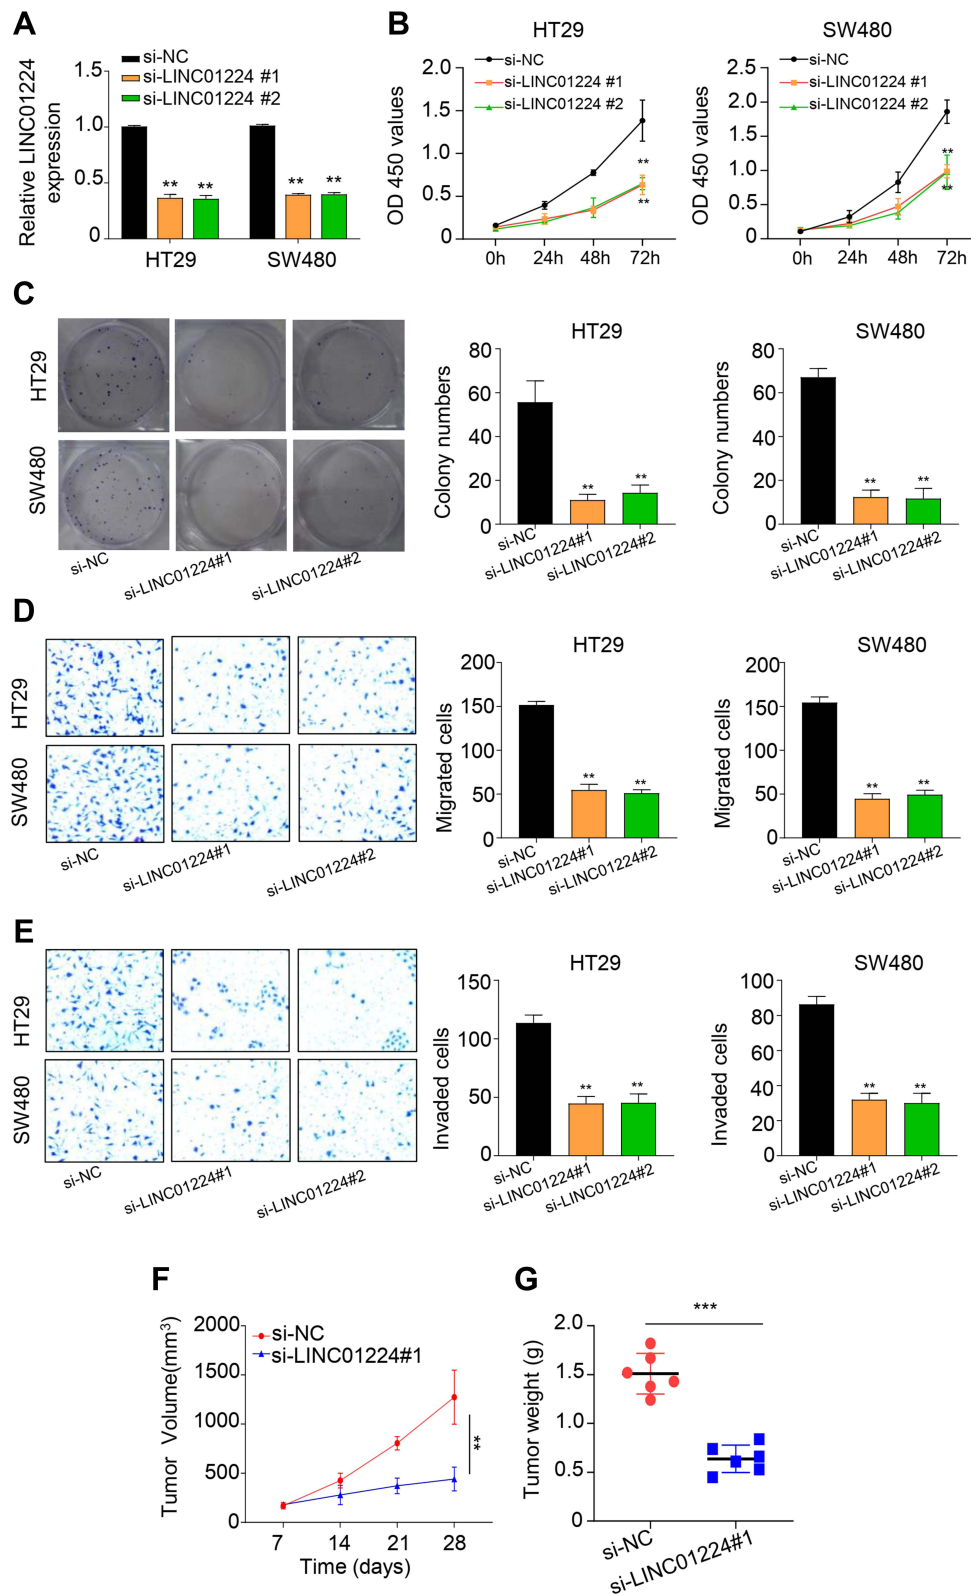 A
Relative LINC01224
expression
si-NC
si-LINC01224 #1
si-LINC01224 #2
1.5
1.0
0.5
0
** ** ** **
HT29 SW480
B
HT29
OD 450 values
si-NC
si-LINC01224 #1
si-LINC01224 #2
2.0
1.5
1.0
0.5
0
**
**
0h 24h 48h 72h
SW480
OD 450 values
si-NC
si-LINC01224 #1
si-LINC01224 #2
2.5
2.0
1.5
1.0
0.5
0
**
**
0h 24h 48h 72h
C
HT29
SW480
si-NC
si-LINC01224#1
si-LINC01224#2
HT29
Colony numbers
80
60
40
20
0
** **
si-NC
si-LINC01224#1
si-LINC01224#2
SW480
Colony numbers
80
60
40
20
0
** **
si-NC
si-LINC01224#1
si-LINC01224#2
D
HT29
SW480
si-NC
si-LINC01224#1
si-LINC01224#2
HT29
Migrated cells
200
150
100
50
0
** **
si-NC
si-LINC01224#1
si-LINC01224#2
SW480
Migrated cells
200
150
100
50
0
** **
si-NC
si-LINC01224#1
si-LINC01224#2
E
HT29
SW480
si-NC
si-LINC01224#1
si-LINC01224#2
HT29
Invaded cells
150
100
50
0
** **
si-NC
si-LINC01224#1
si-LINC01224#2
SW480
Invaded cells
100
80
60
40
20
0
** **
si-NC
si-LINC01224#1
si-LINC01224#2
F
Tumor Volume(mm³)
2000
1500
1000
500
0
si-NC
si-LINC01224#1
**
7 14 21 28
Time (days)
G
Tumor weight (g)
***
2.0
1.5
1.0
0.5
0
si-NC
si-LINC01224#1